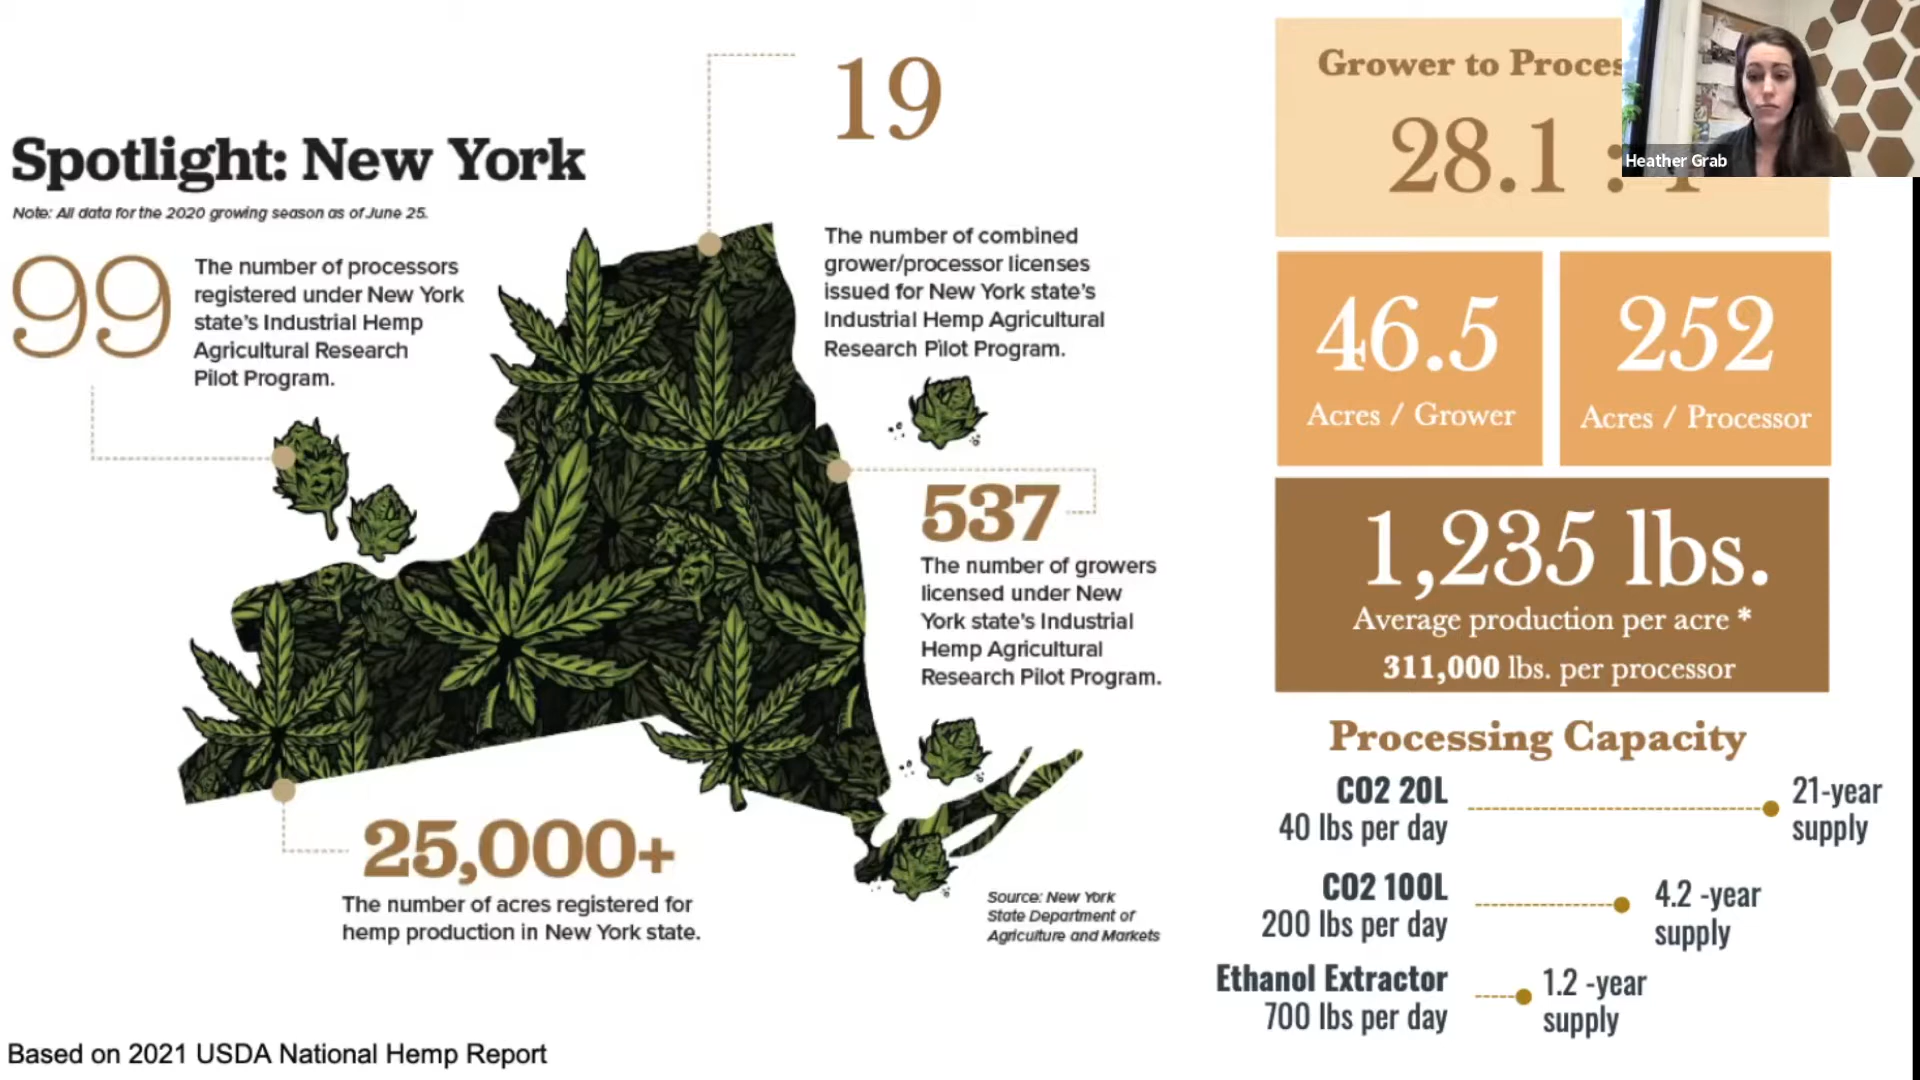 Spotlight: New York
Note: All data for the 2020 growing season as of June 25.
99
The number of processors
registered under New York
state's Industrial Hemp
Agricultural Research
Pilot Program.
19
The number of combined
grower/processor licenses
issued for New York state's
Industrial Hemp Agricultural
Research Pilot Program.
537
The number of growers
licensed under New
York state's Industrial
Hemp Agricultural
Research Pilot Program.
25,000+
The number of acres registered for
hemp production in New York state.
Source: New York
State Department of
Agriculture and Markets
Based on 2021 USDA National Hemp Report
Grower to
28.1 : 1
Heather Grab
46.5
Acres / Grower
252
Acres / Processor
1,235 lbs.
Average production per acre *
311,000 lbs. per processor
Processing Capacity
CO2 20L
40 lbs per day
21-year
supply
CO2 100L
200 lbs per day
4.2 -year
supply
Ethanol Extractor
700 lbs per day
1.2 -year
supply